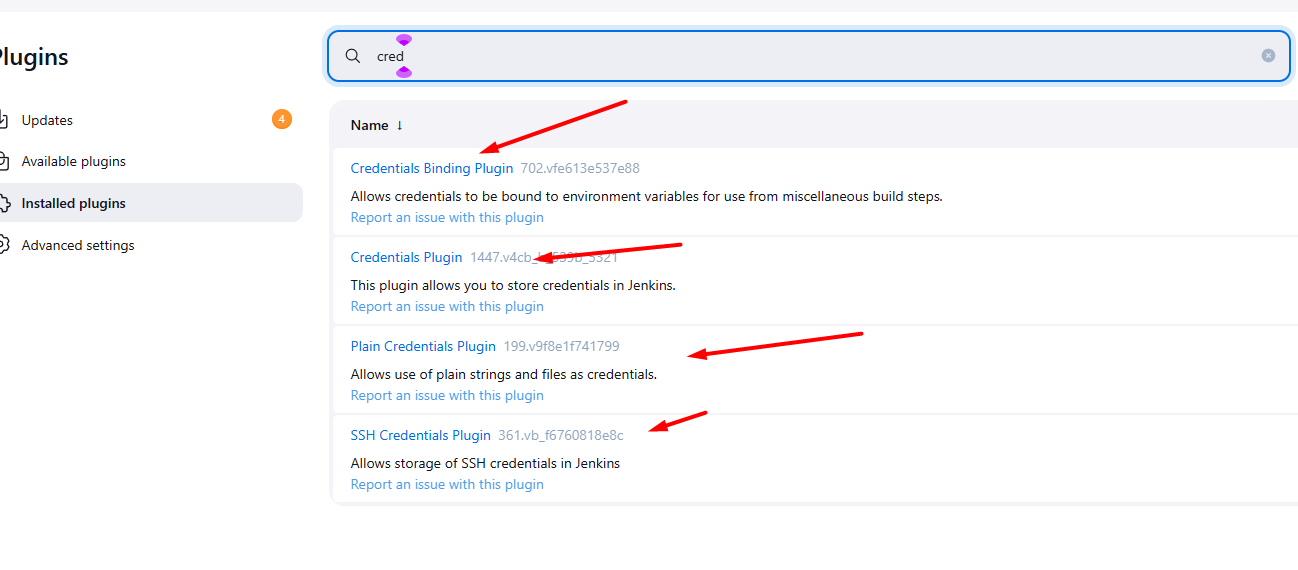 Plugins
Updates
4
Available plugins
Installed plugins
Advanced settings
cred
Name ↓
Credentials Binding Plugin 702.vfe613e537e88
Allows credentials to be bound to environment variables for use from miscellaneous build steps.
Report an issue with this plugin
Credentials Plugin
This plugin allows you to store credentials in Jenkins.
Report an issue with this plugin
Plain Credentials Plugin 199.v9f8e1f741799
Allows use of plain strings and files as credentials.
Report an issue with this plugin
SSH Credentials Plugin 361.vb_f6760818e8c
Allows storage of SSH credentials in Jenkins
Report an issue with this plugin